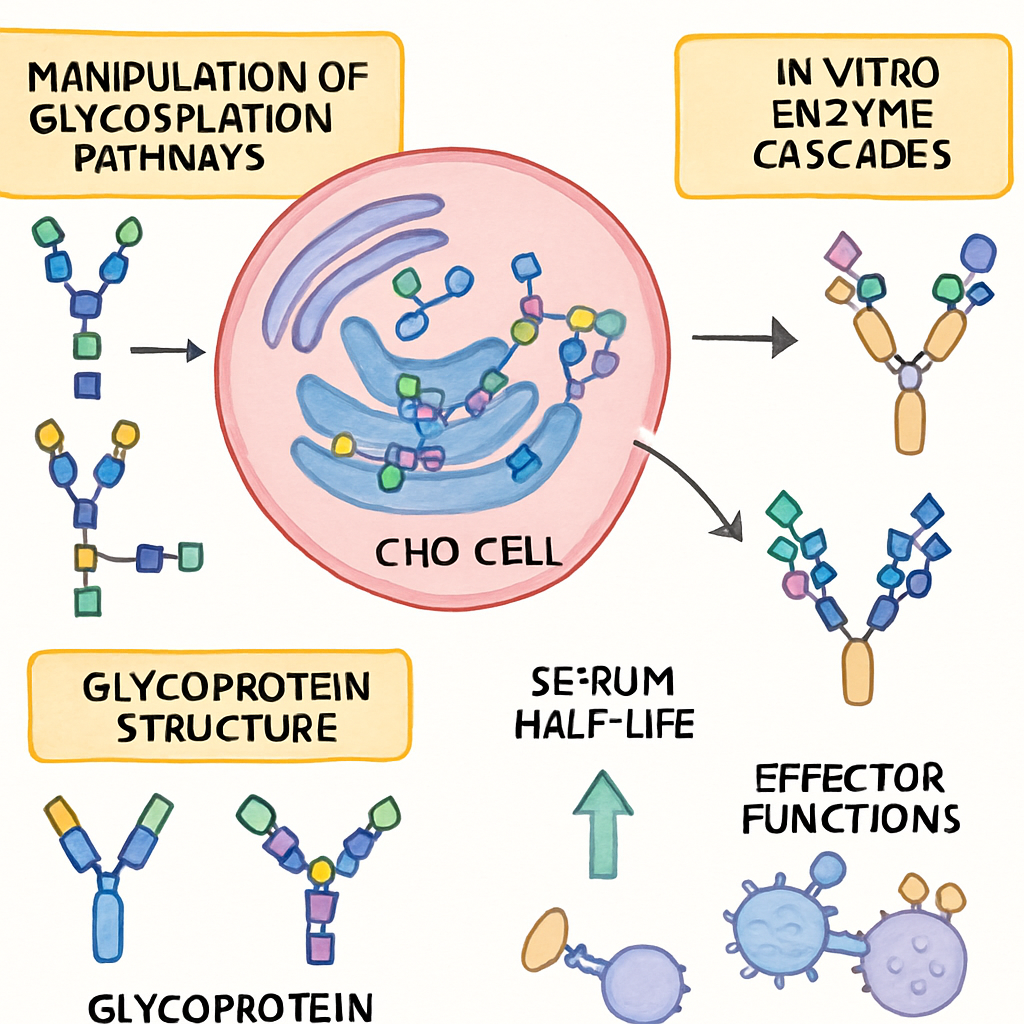 MANIPULATION OF
GLYCOSPLATION
PATHNAYS
IN VITRO
EN2YME
CASCADES
CHO CELL
GLYCOPROTEIN
STRUCTURE
SE:RUM
HALF-LIFE
EFFECTOR
FUNCTIONS
GLYCOPROTEIN